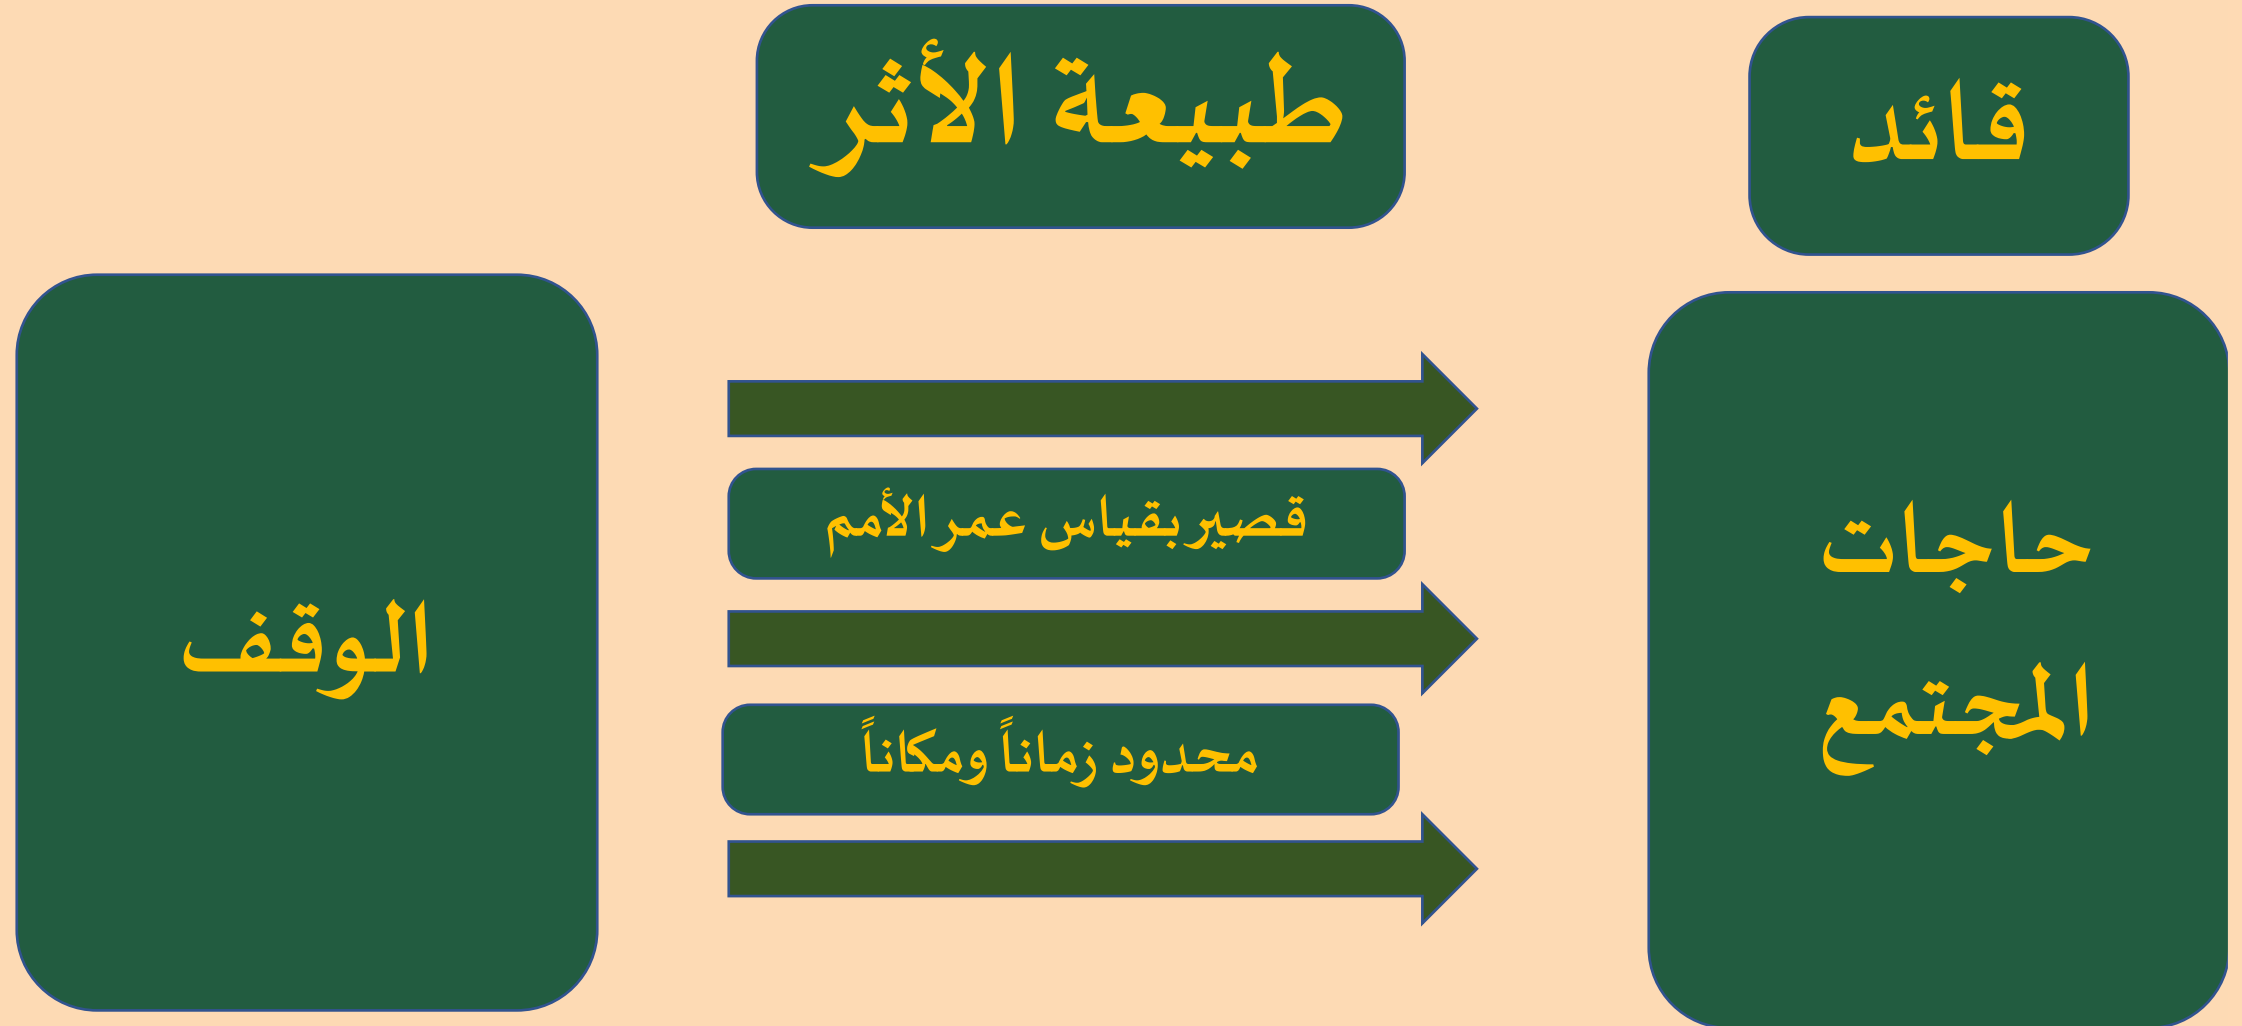 قائد
طبيعة الأثر
حاجات
المجتمع
قصير بقياس عمر الأمم
محدود زماناً ومكاناً
الوقف